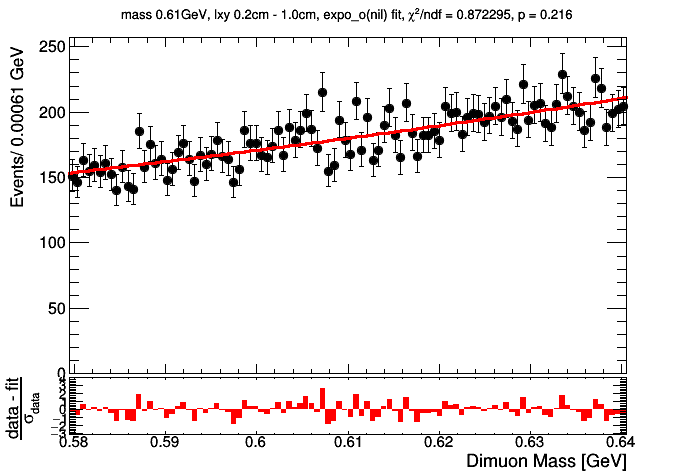 mass 0.61GeV, lxy 0.2cm - 1.0cm, expo_o(nil) fit, χ²/ndf = 0.872295, p = 0.216
Events/ 0.00061 GeV
250
200
150
100
50
0
data - fit
σdata
0
0.58 0.59 0.6 0.61 0.62 0.63 0.64
Dimuon Mass [GeV]